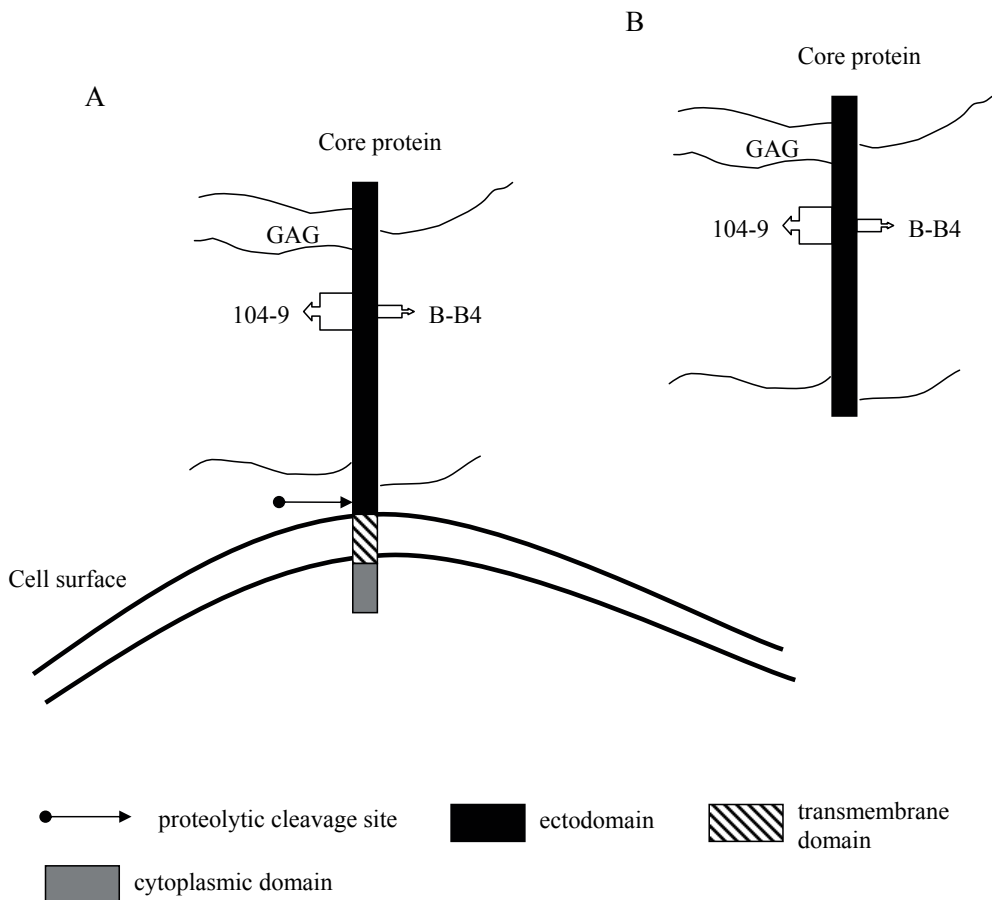 B
Core protein
GAG
104-9
B-B4
A
Core protein
GAG
104-9
B-B4
Cell surface
proteolytic cleavage site
ectodomain
transmembrane
domain
cytoplasmic domain